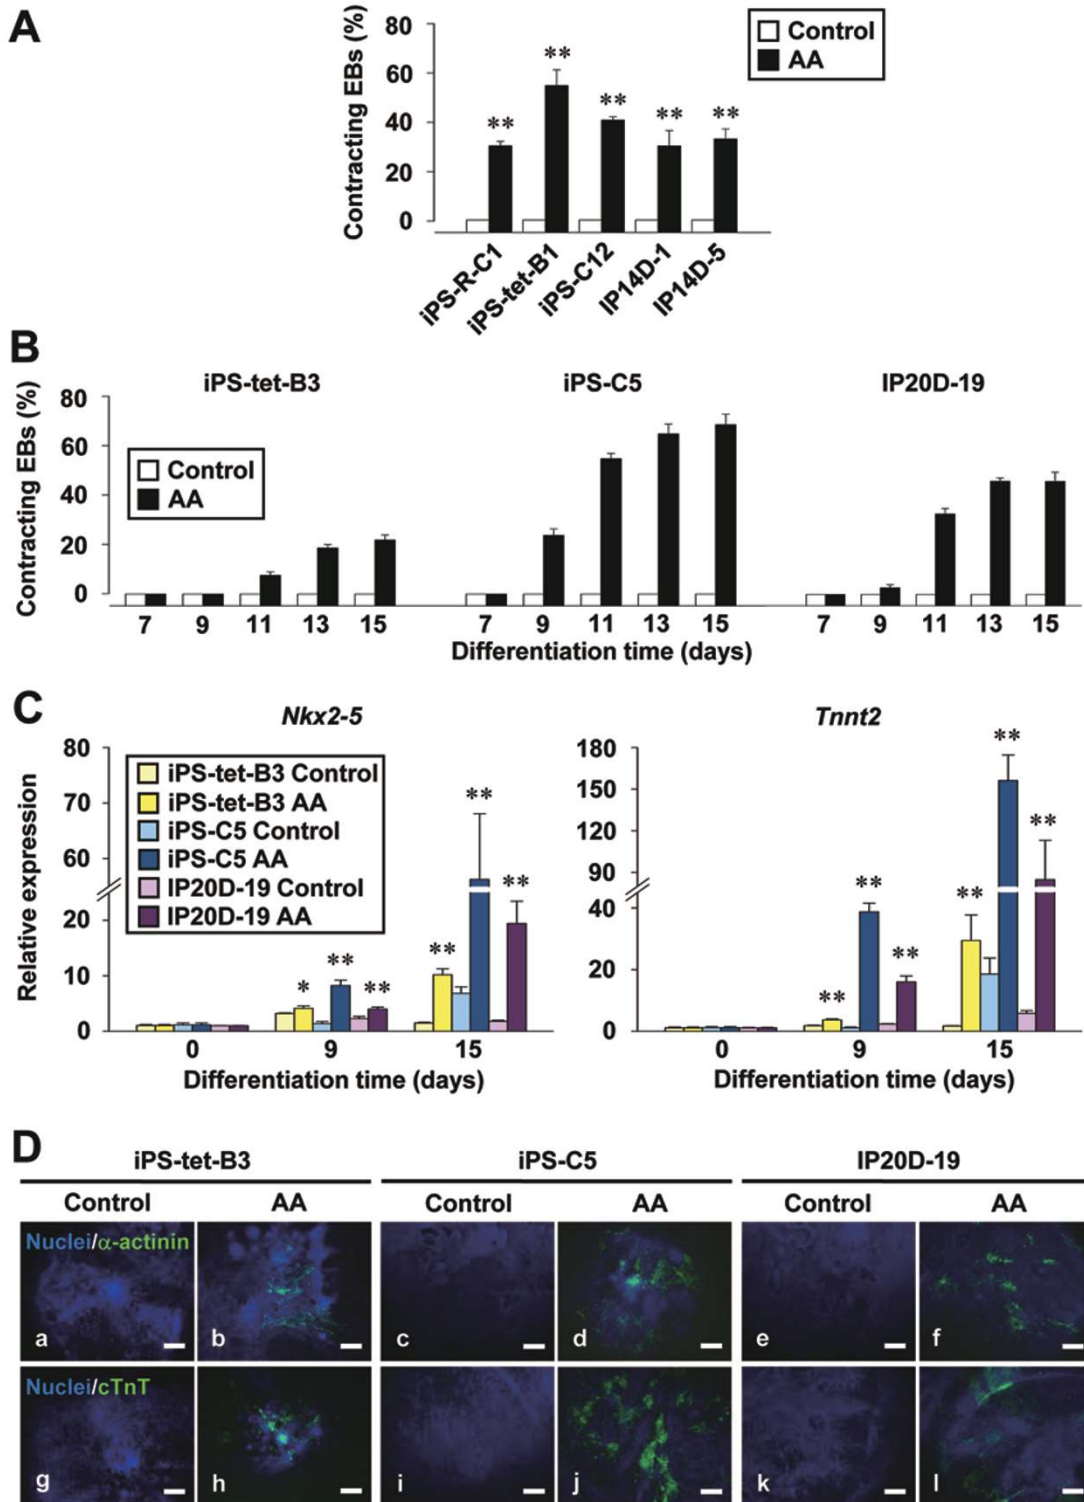 A
Contracting EBs (%)
80
60
40
20
0
** ** ** ** **
Control
AA
iPS-R-C1
iPS-tet-B1
iPS-C12
IP14D-1
IP14D-5
B
iPS-tet-B3 iPS-C5 IP20D-19
Contracting EBs (%)
80
60
40
20
0
Control
AA
7 9 11 13 15 7 9 11 13 15 7 9 11 13 15
Differentiation time (days)
C
Nkx2-5
Relative expression
80
70
60
20
10
0
iPS-tet-B3 Control
iPS-tet-B3 AA
iPS-C5 Control
iPS-C5 AA
IP20D-19 Control
IP20D-19 AA
* ** ** ** ** **
0 9 15
Differentiation time (days)
Tnnt2
180
150
120
90
40
20
0
** ** ** ** ** **
0 9 15
Differentiation time (days)
D
iPS-tet-B3 iPS-C5 IP20D-19
Control AA Control AA Control AA
Nuclei/α-actinin
a b c d e f
Nuclei/cTnT
g h i j k l